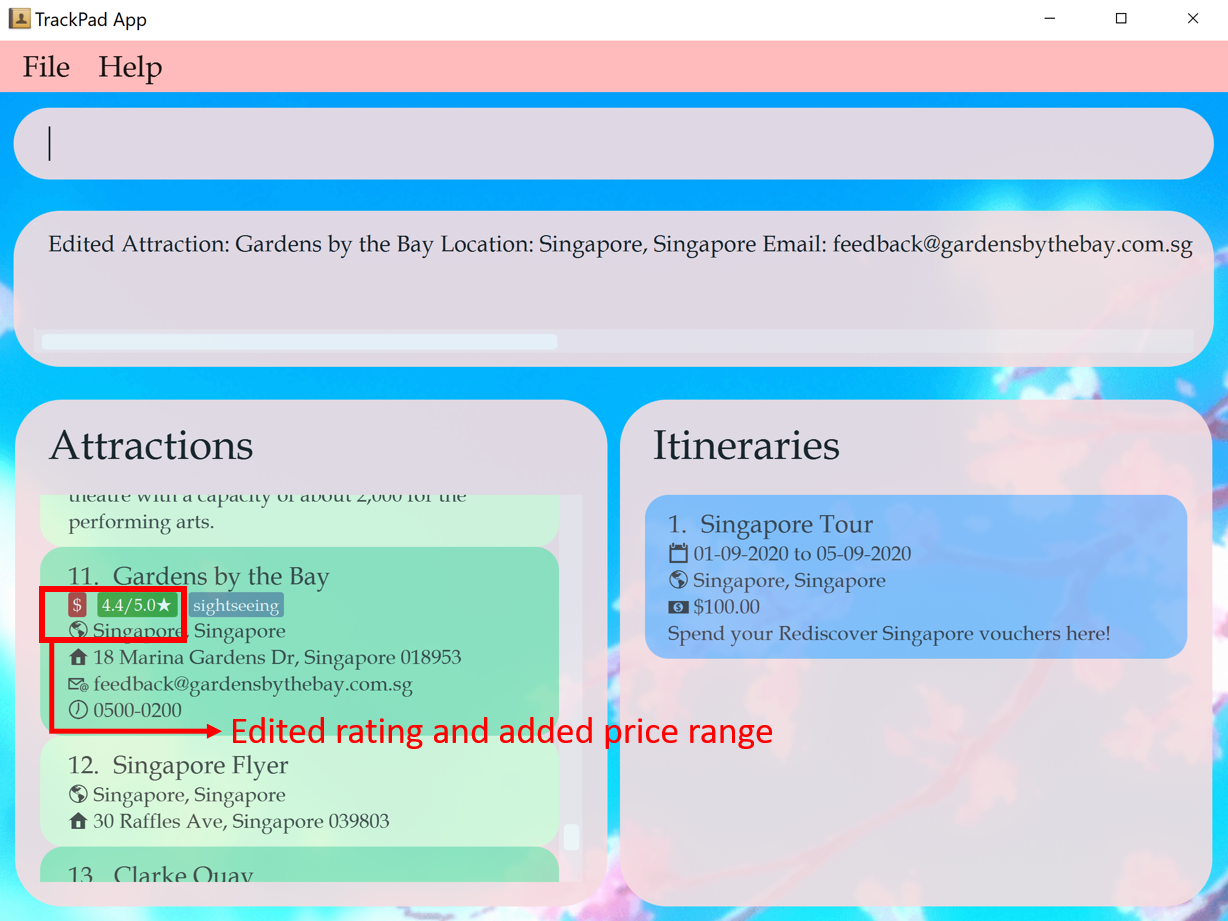 TrackPad App
File Help
Edited Attraction: Gardens by the Bay Location: Singapore, Singapore Email: feedback@gardensbythebay.com.sg
Attractions
theatre with a capacity of about 2,000 for the
performing arts.
11. Gardens by the Bay
$ 4.4/5.0★ sightseeing
Singapore, Singapore
18 Marina Gardens Dr, Singapore 018953
feedback@gardensbythebay.com.sg
0500-0200
Edited rating and added price range
12. Singapore Flyer
Singapore, Singapore
30 Raffles Ave, Singapore 039803
13. Clarke Quay
Itineraries
1. Singapore Tour
01-09-2020 to 05-09-2020
Singapore, Singapore
$100.00
Spend your Rediscover Singapore vouchers here!